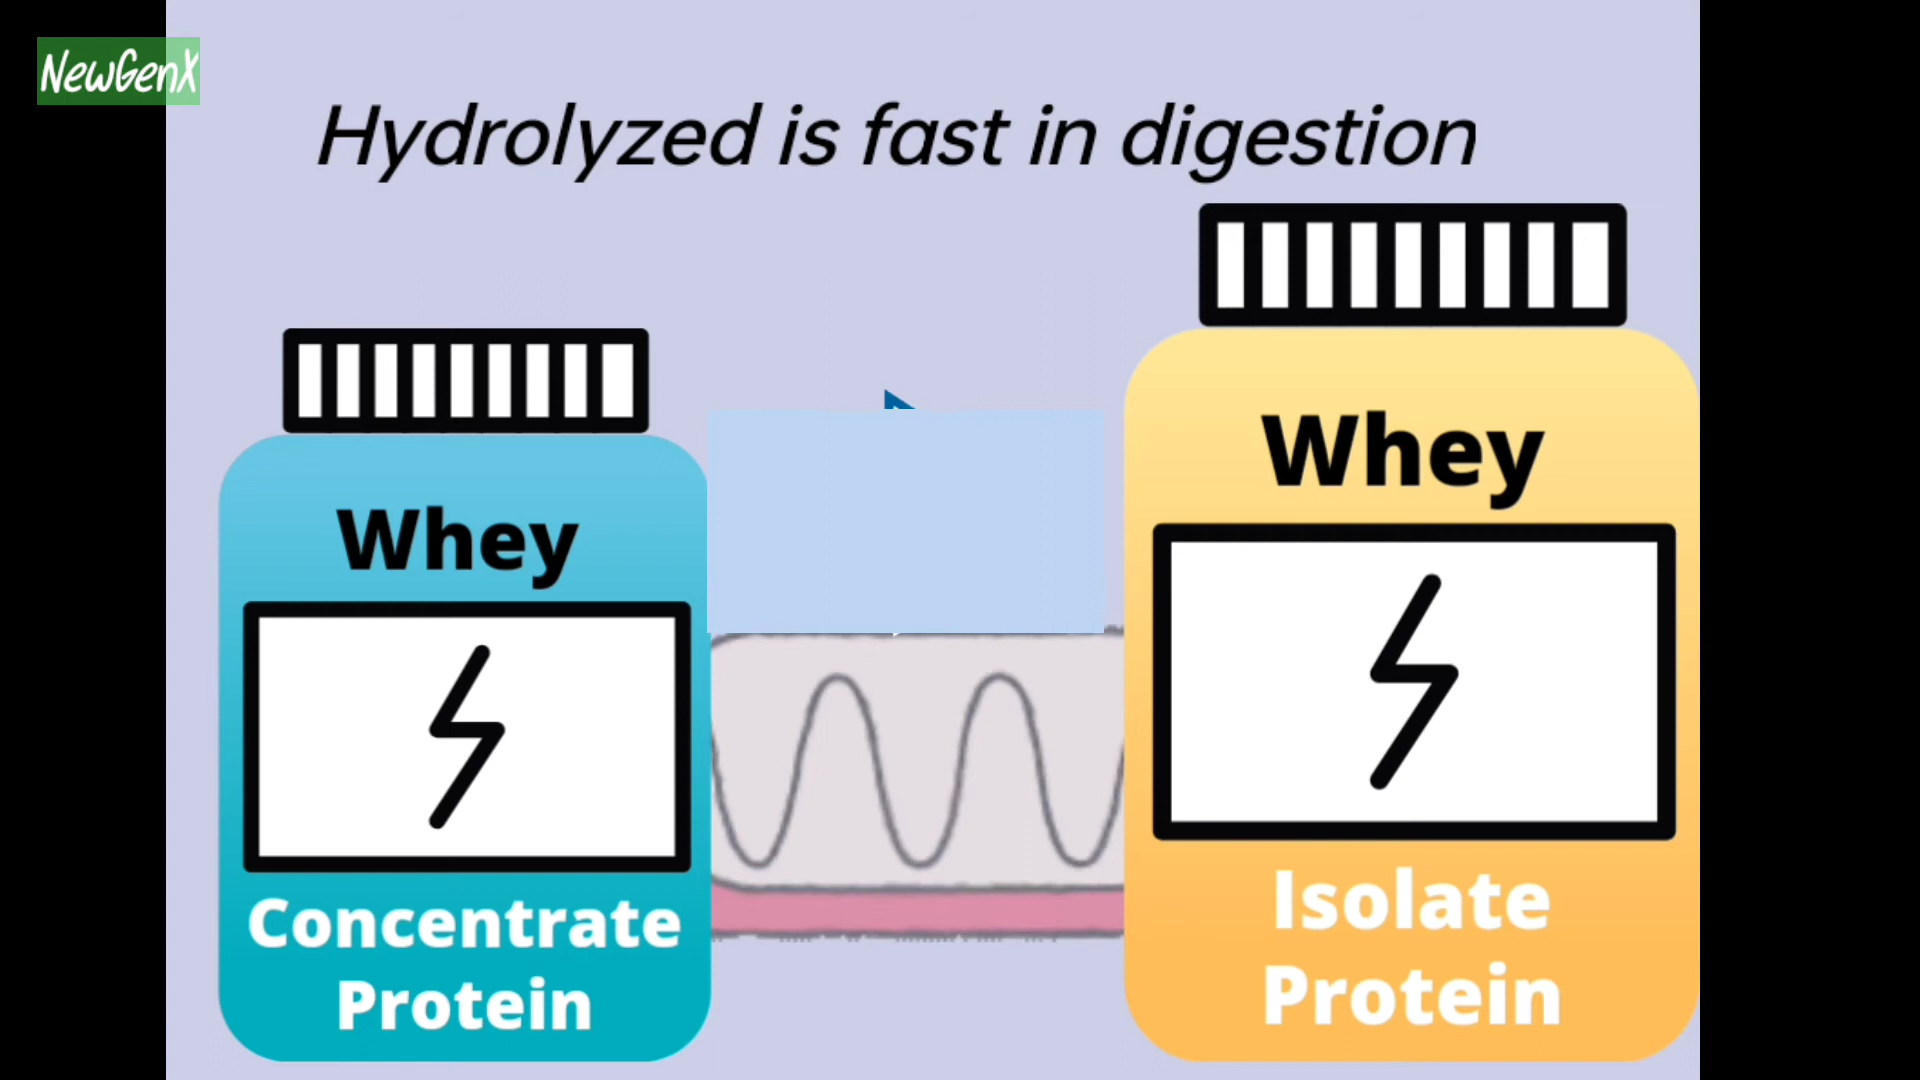 NewGenX
Hydrolyzed is fast in digestion
Whey
Concentrate
Protein
Whey
Isolate
Protein